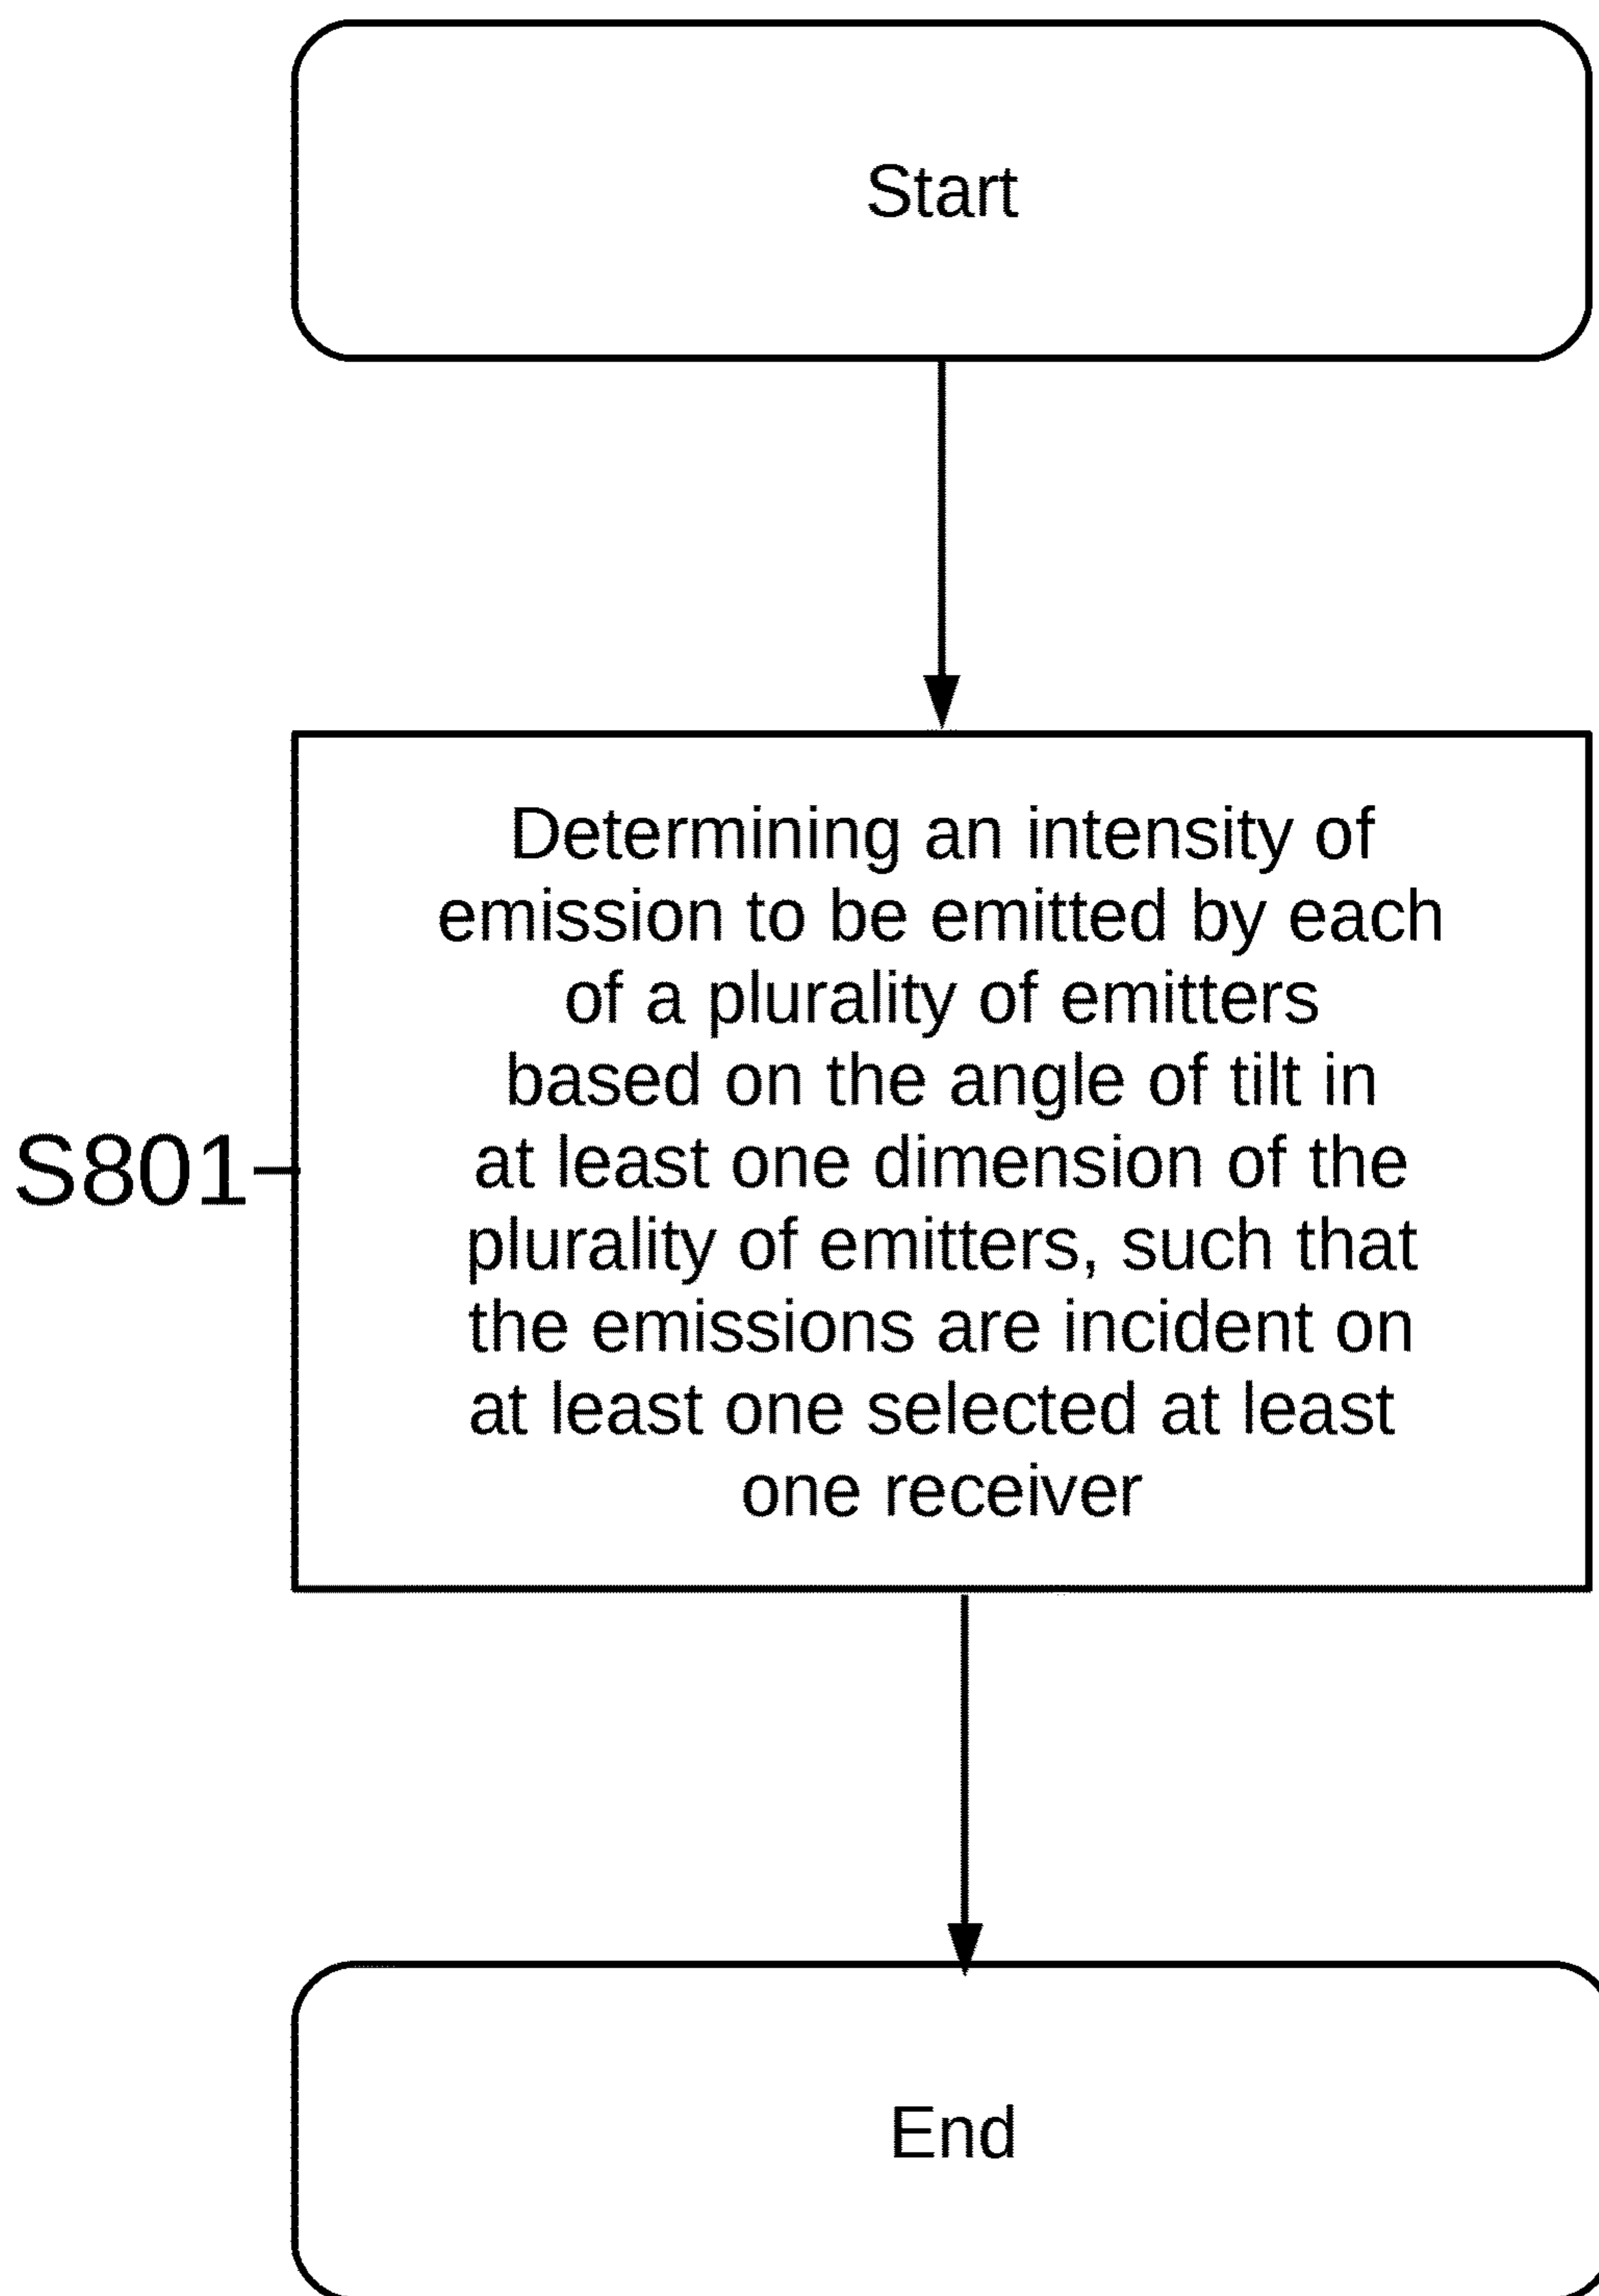 Start
Determining an intensity of
emission to be emitted by each
of a plurality of emitters
based on the angle of tilt in
at least one dimension of the
plurality of emitters, such that
the emissions are incident on
at least one selected at least
one receiver
S801
End